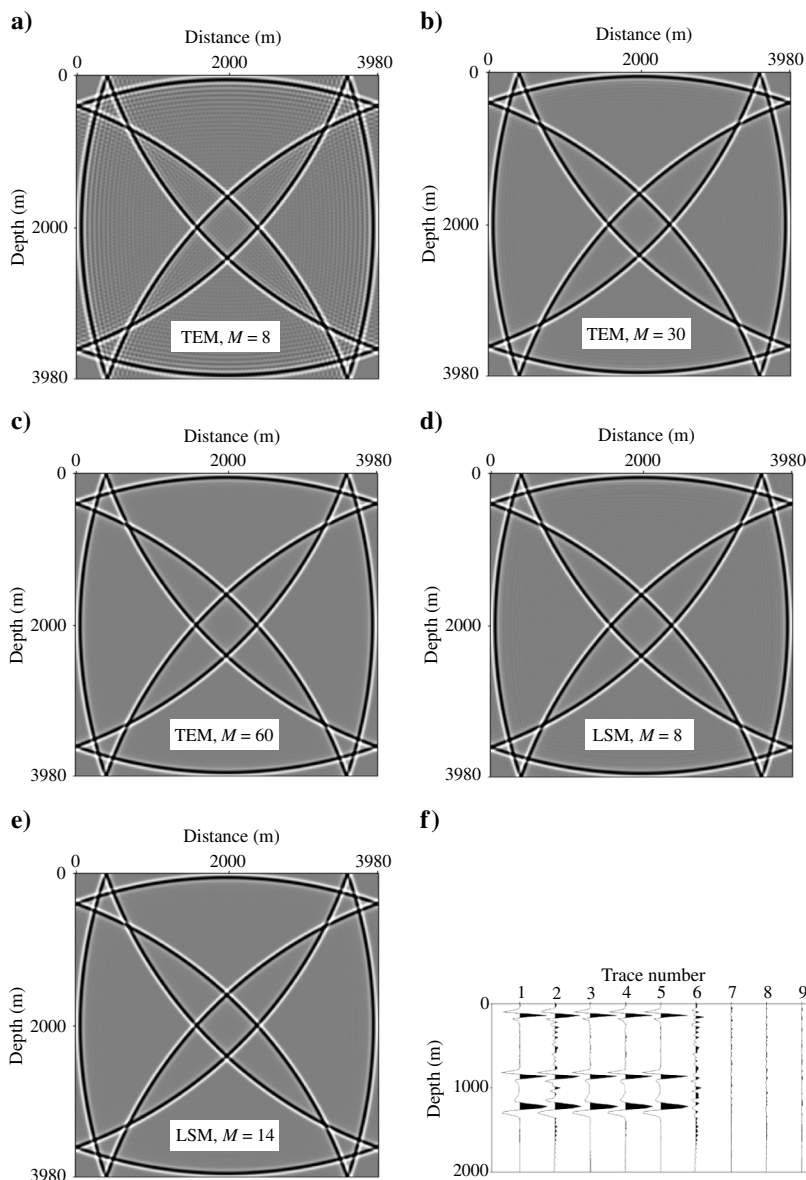 a)
Distance (m)
0 2000 3980
0
Depth (m)
2000
3980
TEM, M = 8
b)
Distance (m)
0 2000 3980
0
Depth (m)
2000
3980
TEM, M = 30
c)
Distance (m)
0 2000 3980
0
Depth (m)
2000
3980
TEM, M = 60
d)
Distance (m)
0 2000 3980
0
Depth (m)
2000
3980
LSM, M = 8
e)
Distance (m)
0 2000 3980
0
Depth (m)
2000
3980
LSM, M = 14
f)
Trace number
1 2 3 4 5 6 7 8 9
0
Depth (m)
1000
2000